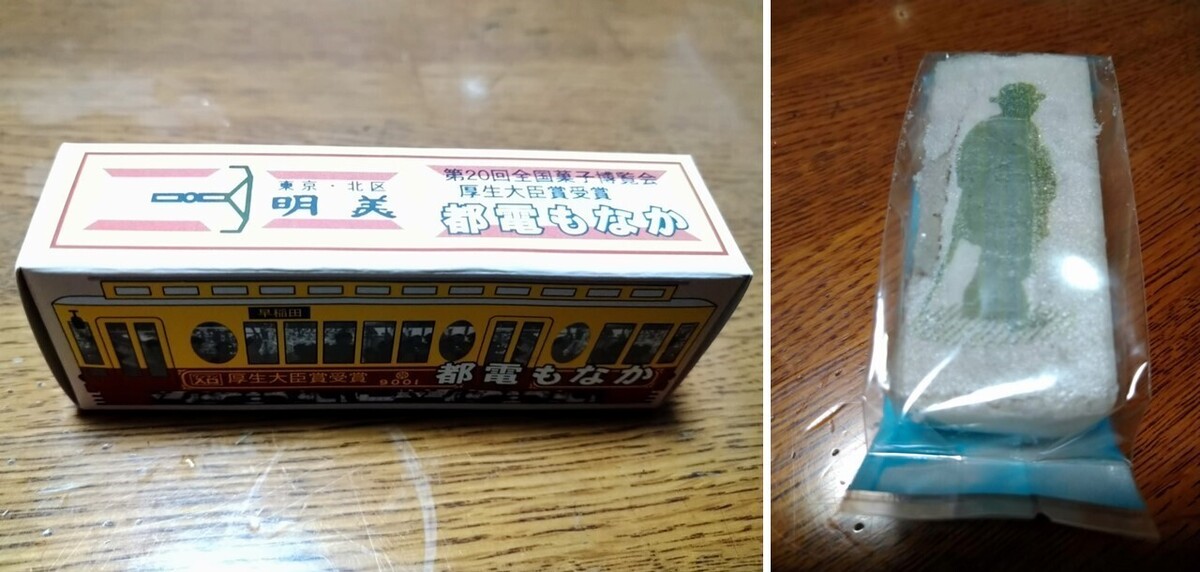 東京・北区
明美
第20回全国菓子博覧会
厚生大臣賞受賞
都電もなか
早稲田
厚生大臣賞受賞
9001
都電もなか